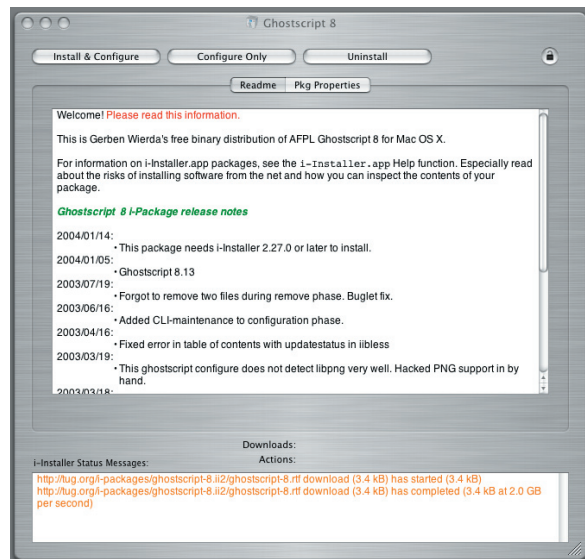 Ghostscript 8
Install & Configure Configure Only Uninstall
Readme Pkg Properties
Welcome! Please read this information.
This is Gerben Wierda's free binary distribution of AFPL Ghostscript 8 for Mac OS X.
For information on i-Installer.app packages, see the i-Installer.app Help function. Especially read
about the risks of installing software from the net and how you can inspect the contents of your
package.
Ghostscript 8 i-Package release notes
2004/01/14:
• This package needs i-Installer 2.27.0 or later to install.
2004/01/05:
• Ghostscript 8.13
2003/07/19:
• Forgot to remove two files during remove phase. Buglet fix.
2003/06/16:
• Added CLI-maintenance to configuration phase.
2003/04/16:
• Fixed error in table of contents with updatestatus in iibless
2003/03/19:
• This ghostscript configure does not detect libpng very well. Hacked PNG support in by
hand.
2003/03/18:
Downloads:
i-Installer Status Messages: Actions:
http://tug.org/i-packages/ghostscript-8.ii2/ghostscript-8.rtf download (3.4 kB) has started (3.4 kB)
http://tug.org/i-packages/ghostscript-8.ii2/ghostscript-8.rtf download (3.4 kB) has completed (3.4 kB at 2.0 GB
per second)